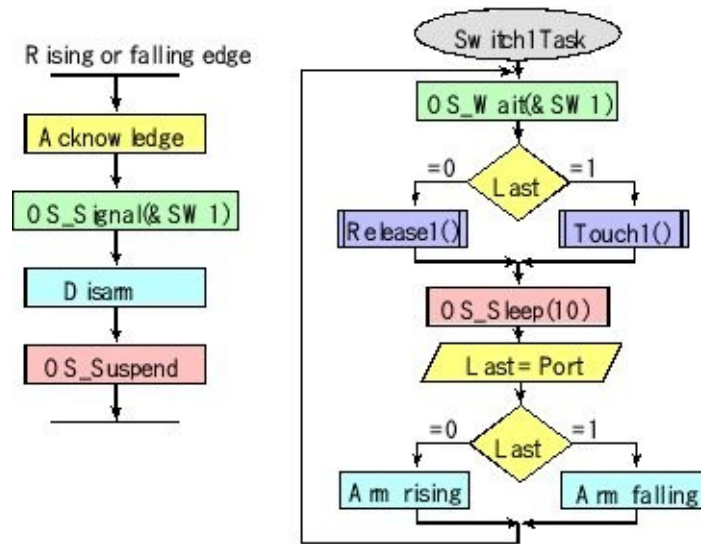 Rising or falling edge
Acknowledge
OS_Signal(&SW1)
Disarm
OS_Suspend
Switch1Task
OS_Wait(&SW1)
=0
=1
Last
Release1()
Touch1()
OS_Sleep(10)
Last=Port
=0
=1
Last
Arm rising
Arm falling